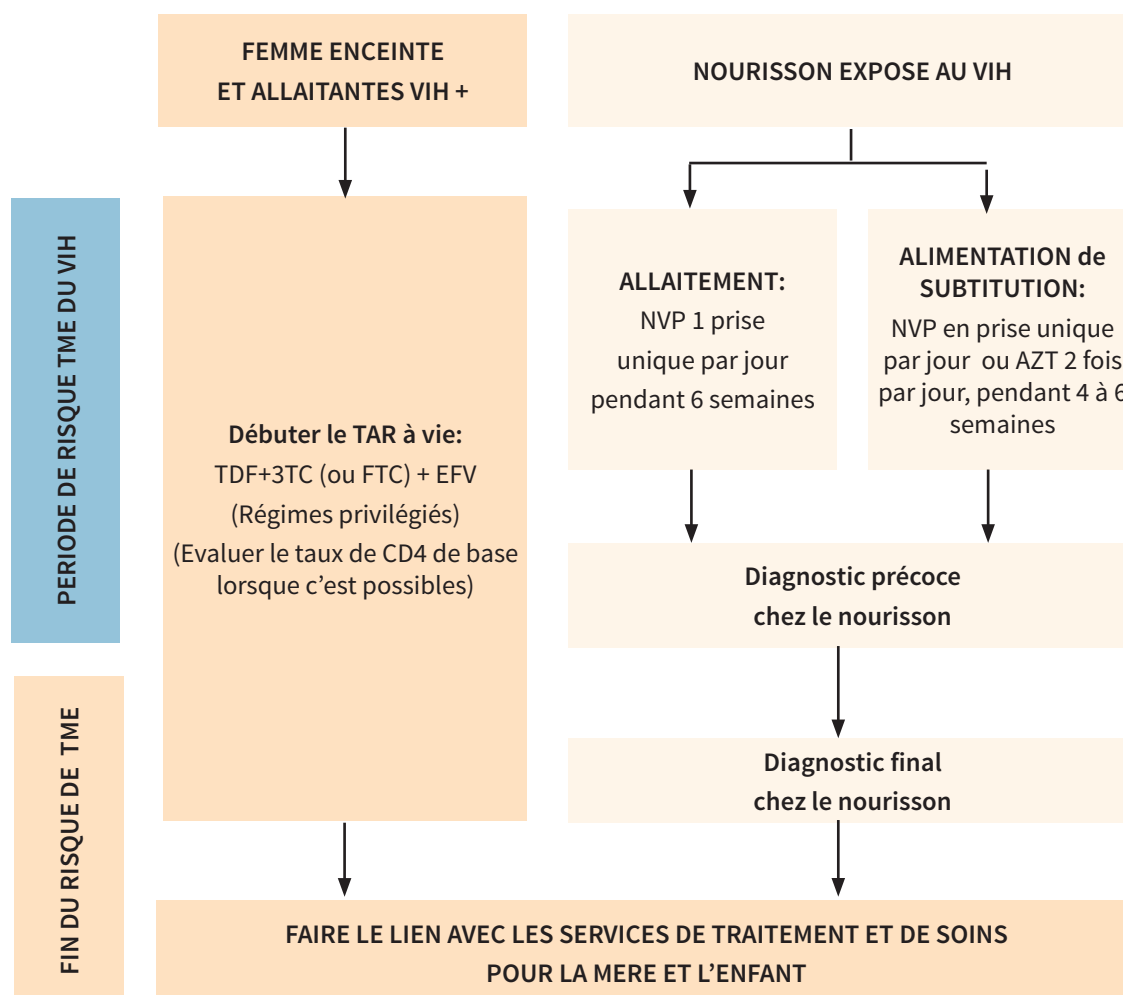 FEMME ENCEINTE
ET ALLAITANTES VIH +
NOURISSON EXPOSE AU VIH
PERIODE DE RISQUE TME DU VIH
Débuter le TAR à vie:
TDF+3TC (ou FTC) + EFV
(Régimes privilégiés)
(Evaluer le taux de CD4 de base
lorsque c’est possibles)
ALLAITEMENT:
NVP 1 prise
unique par jour
pendant 6 semaines
ALIMENTATION de
SUBTITUTION:
NVP en prise unique
par jour ou AZT 2 fois
par jour, pendant 4 à 6
semaines
Diagnostic précoce
chez le nourisson
Diagnostic final
chez le nourisson
FIN DU RISQUE DE TME
FAIRE LE LIEN AVEC LES SERVICES DE TRAITEMENT ET DE SOINS
POUR LA MERE ET L’ENFANT